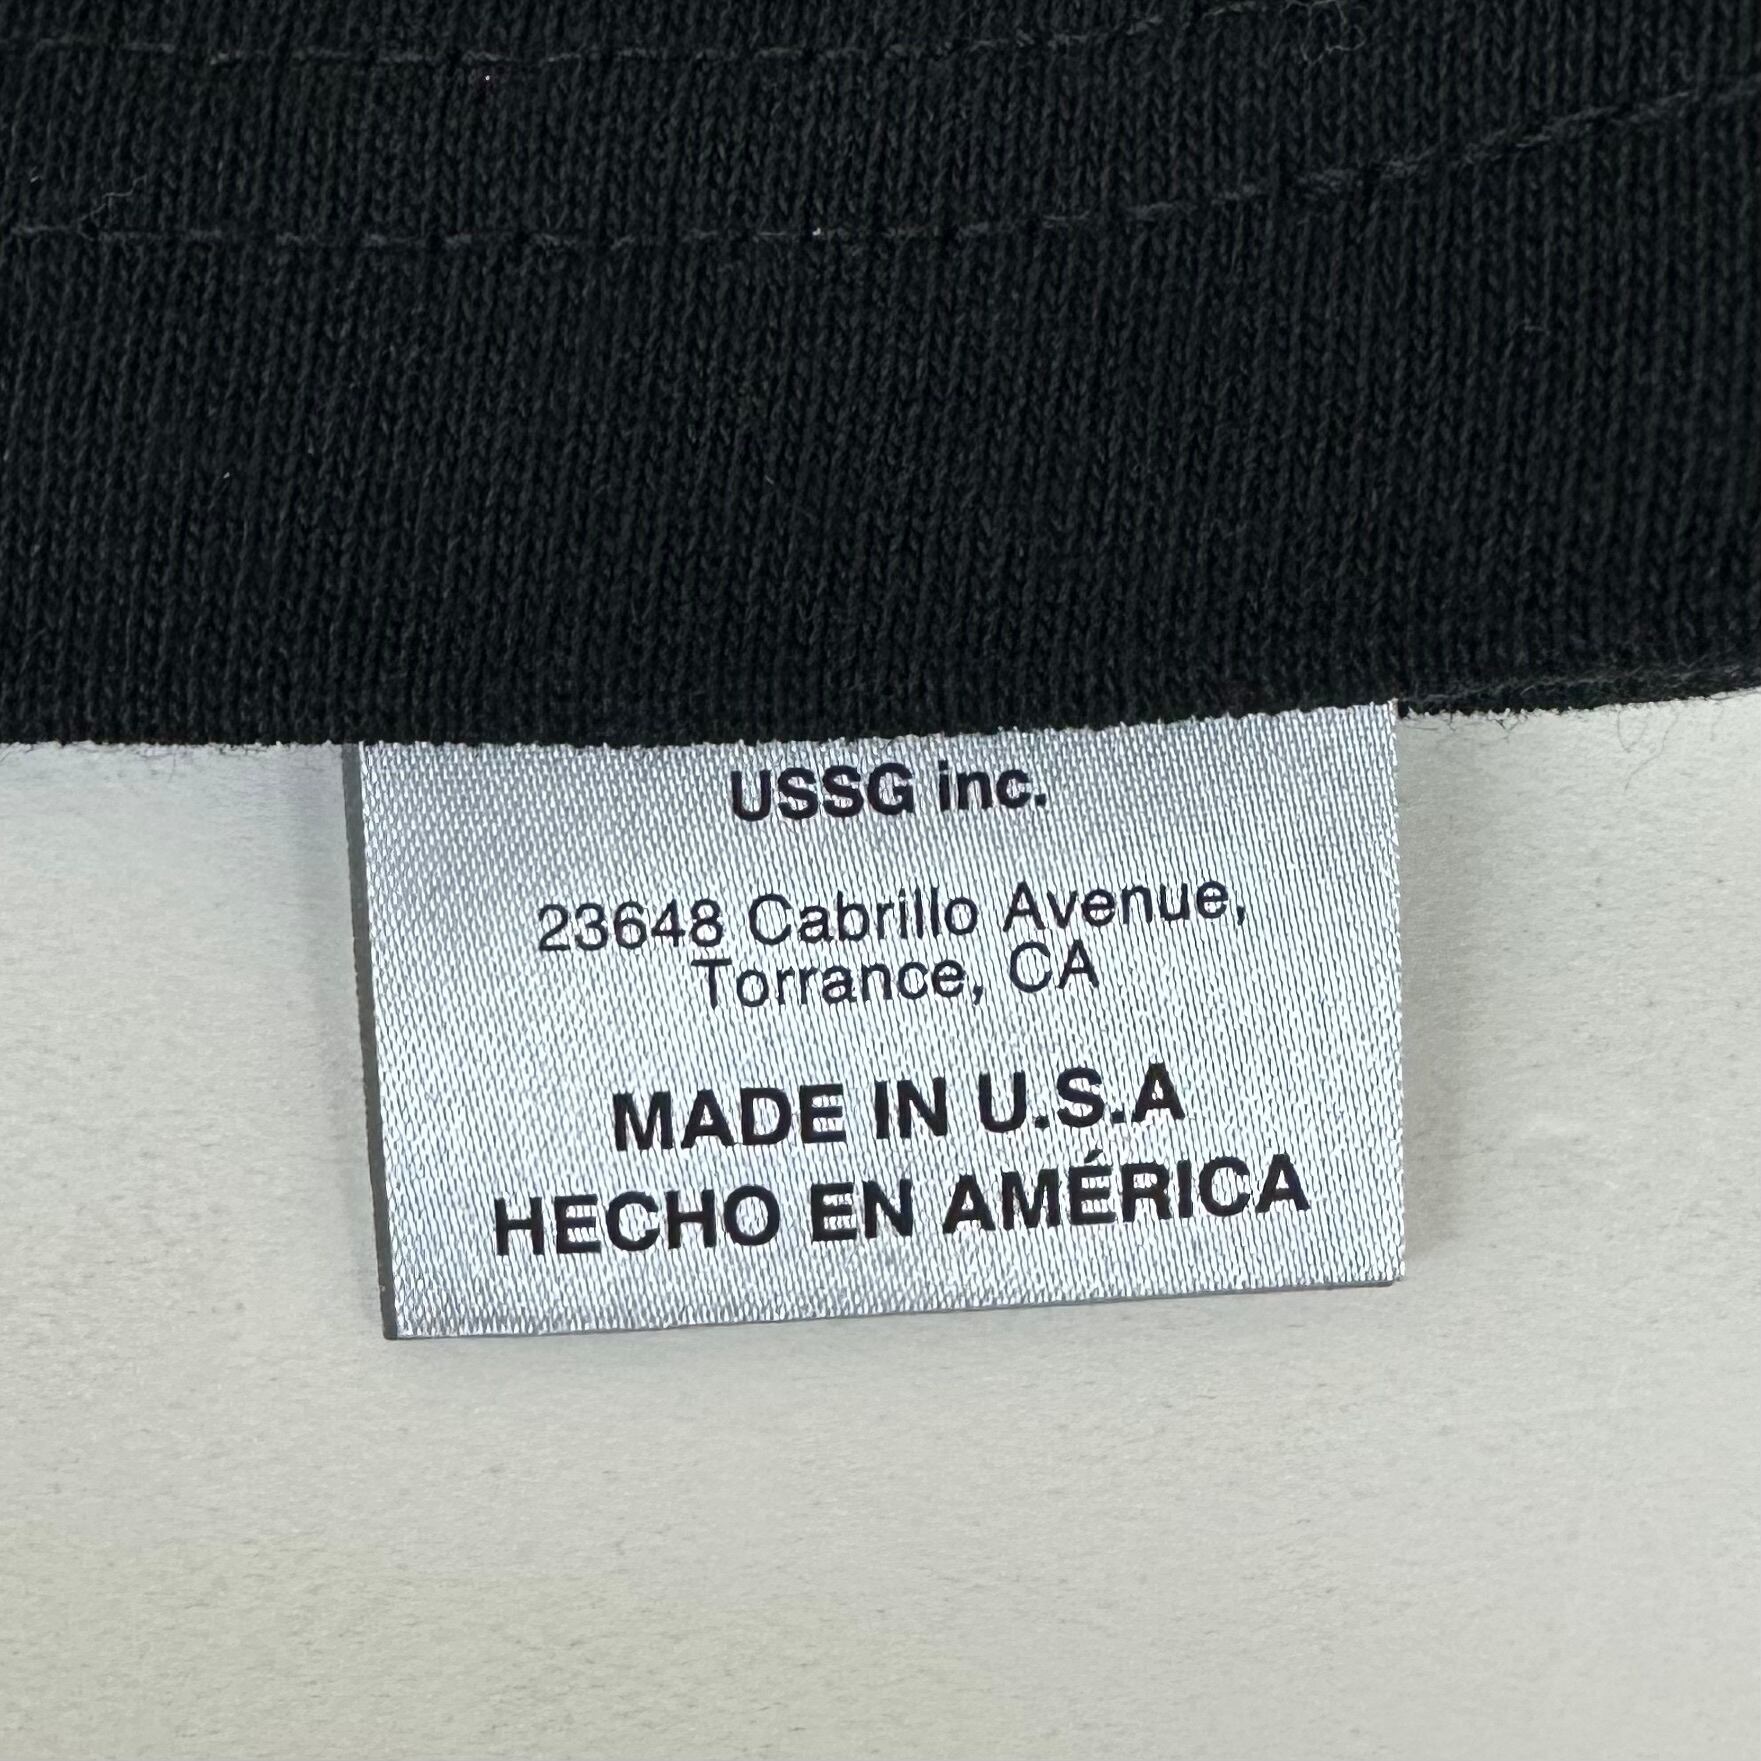 USSG inc.
23648 Cabrillo Avenue,
Torrance, CA
MADE IN U.S.A
HECHO EN AMÉRICA